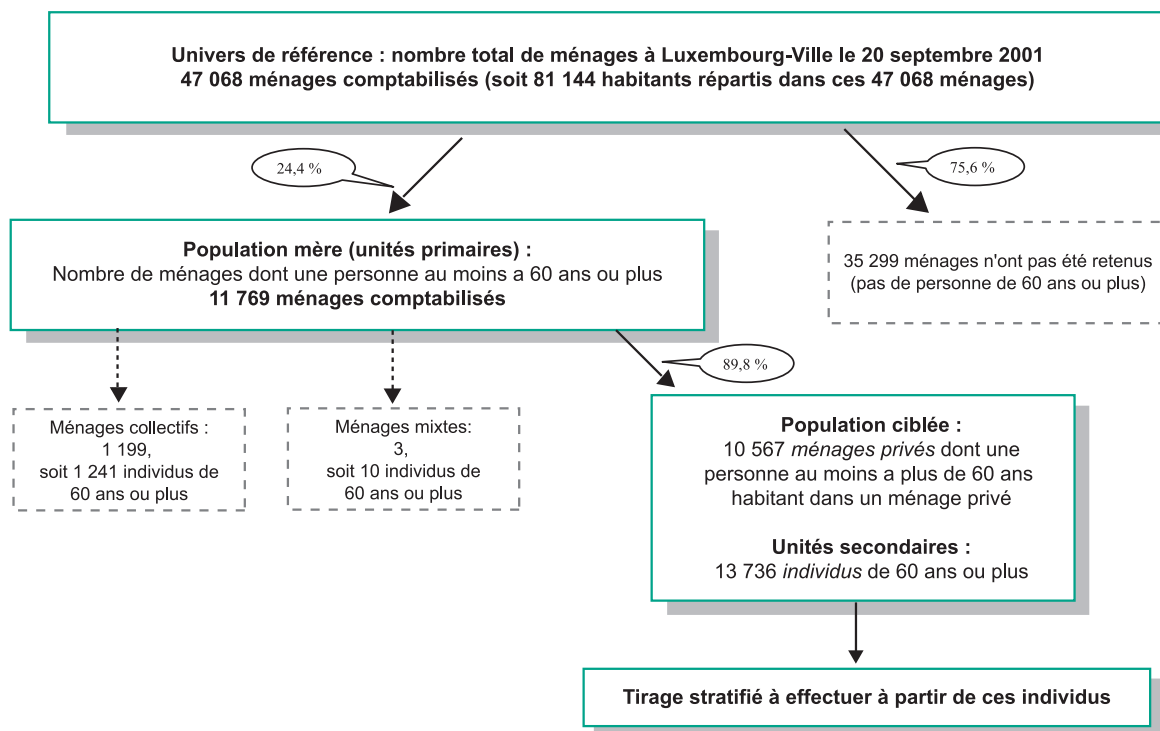 Univers de référence : nombre total de ménages à Luxembourg-Ville le 20 septembre 2001
47 068 ménages comptabilisés (soit 81 144 habitants répartis dans ces 47 068 ménages)
24,4 %
75,6 %
Population mère (unités primaires) :
Nombre de ménages dont une personne au moins a 60 ans ou plus
11 769 ménages comptabilisés
35 299 ménages n'ont pas été retenus
(pas de personne de 60 ans ou plus)
89,8 %
Ménages collectifs :
1 199,
soit 1 241 individus de
60 ans ou plus
Ménages mixtes:
3,
soit 10 individus de
60 ans ou plus
Population ciblée :
10 567 ménages privés dont une
personne au moins a plus de 60 ans
habitant dans un ménage privé
Unités secondaires :
13 736 individus de 60 ans ou plus
Tirage stratifié à effectuer à partir de ces individus